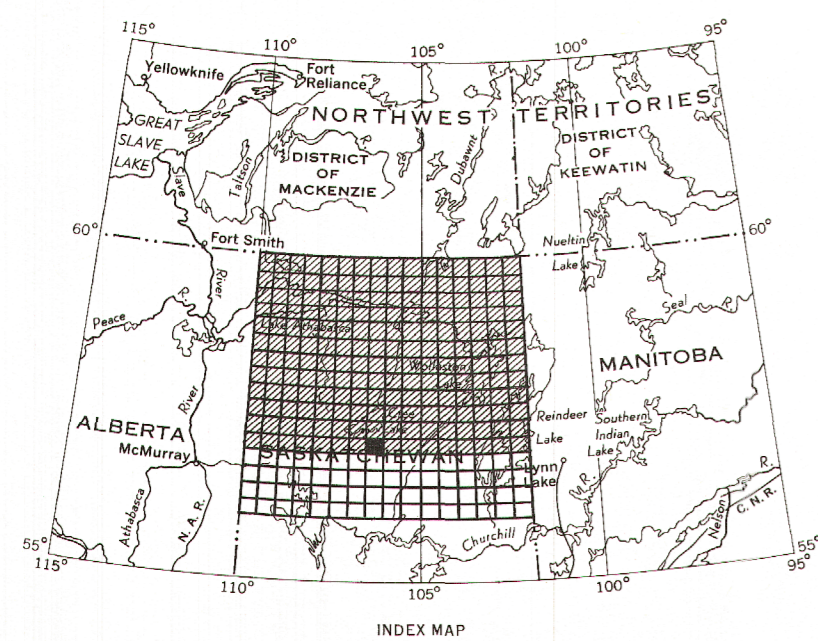 115°
110°
105°
100°
95°
Yellowknife
Fort
Reliance
R.
NORTHWEST TERRITORIES
GREAT
SLAVE
LAKE
Slave
Taltson
DISTRICT
OF
MACKENZIE
Dubawnt
DISTRICT
OF
KEEWATIN
60°
Fort Smith
Nueltin
Lake
60°
River
R.
Peace
Lake Athabasca
Seal R.
Wollaston
Lake
MANITOBA
River
Cree
Lake
Reindeer
Lake
Southern
Indian
Lake
ALBERTA
McMurray
SASKATCHEWAN
Lynn
Lake
R.
R.
Athabasca
N.A.R.
Nelson
C.N.R.
Churchill
55°
115°
110°
105°
100°
55°
95°
INDEX MAP